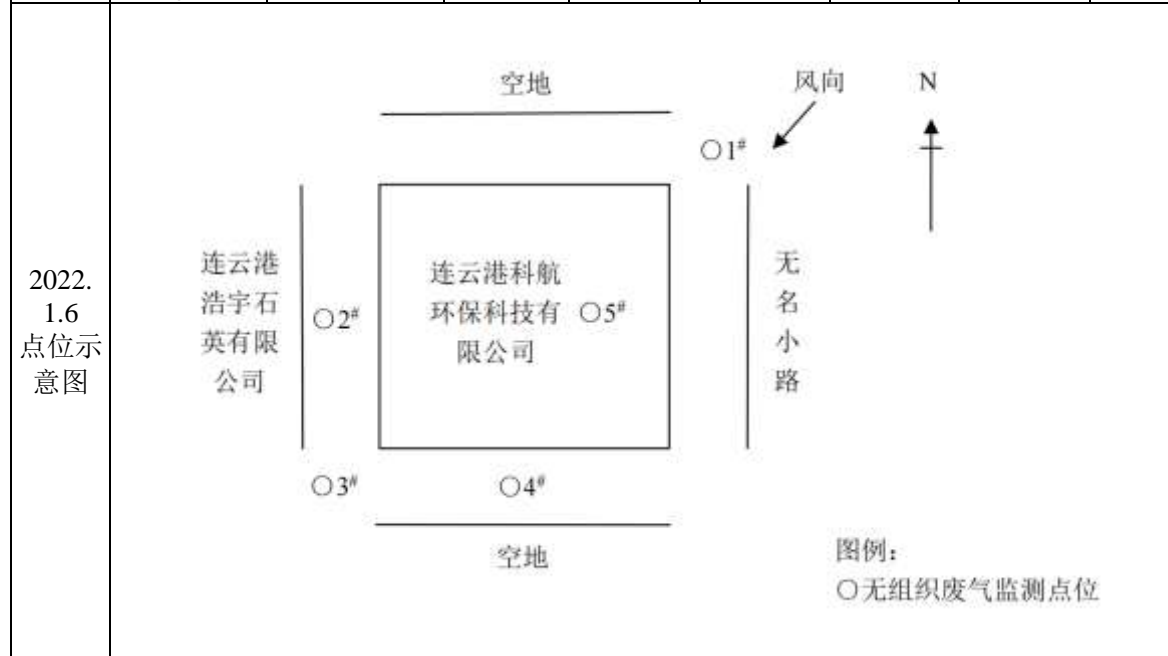 空地
风向
N
○1#
2022.
1.6
点位示
意图
连云港
浩宇石
英有限
公司
○2#
连云港科航
环保科技有
限公司
○5#
无
名
小
路
○3#
○4#
空地
图例：
○无组织废气监测点位